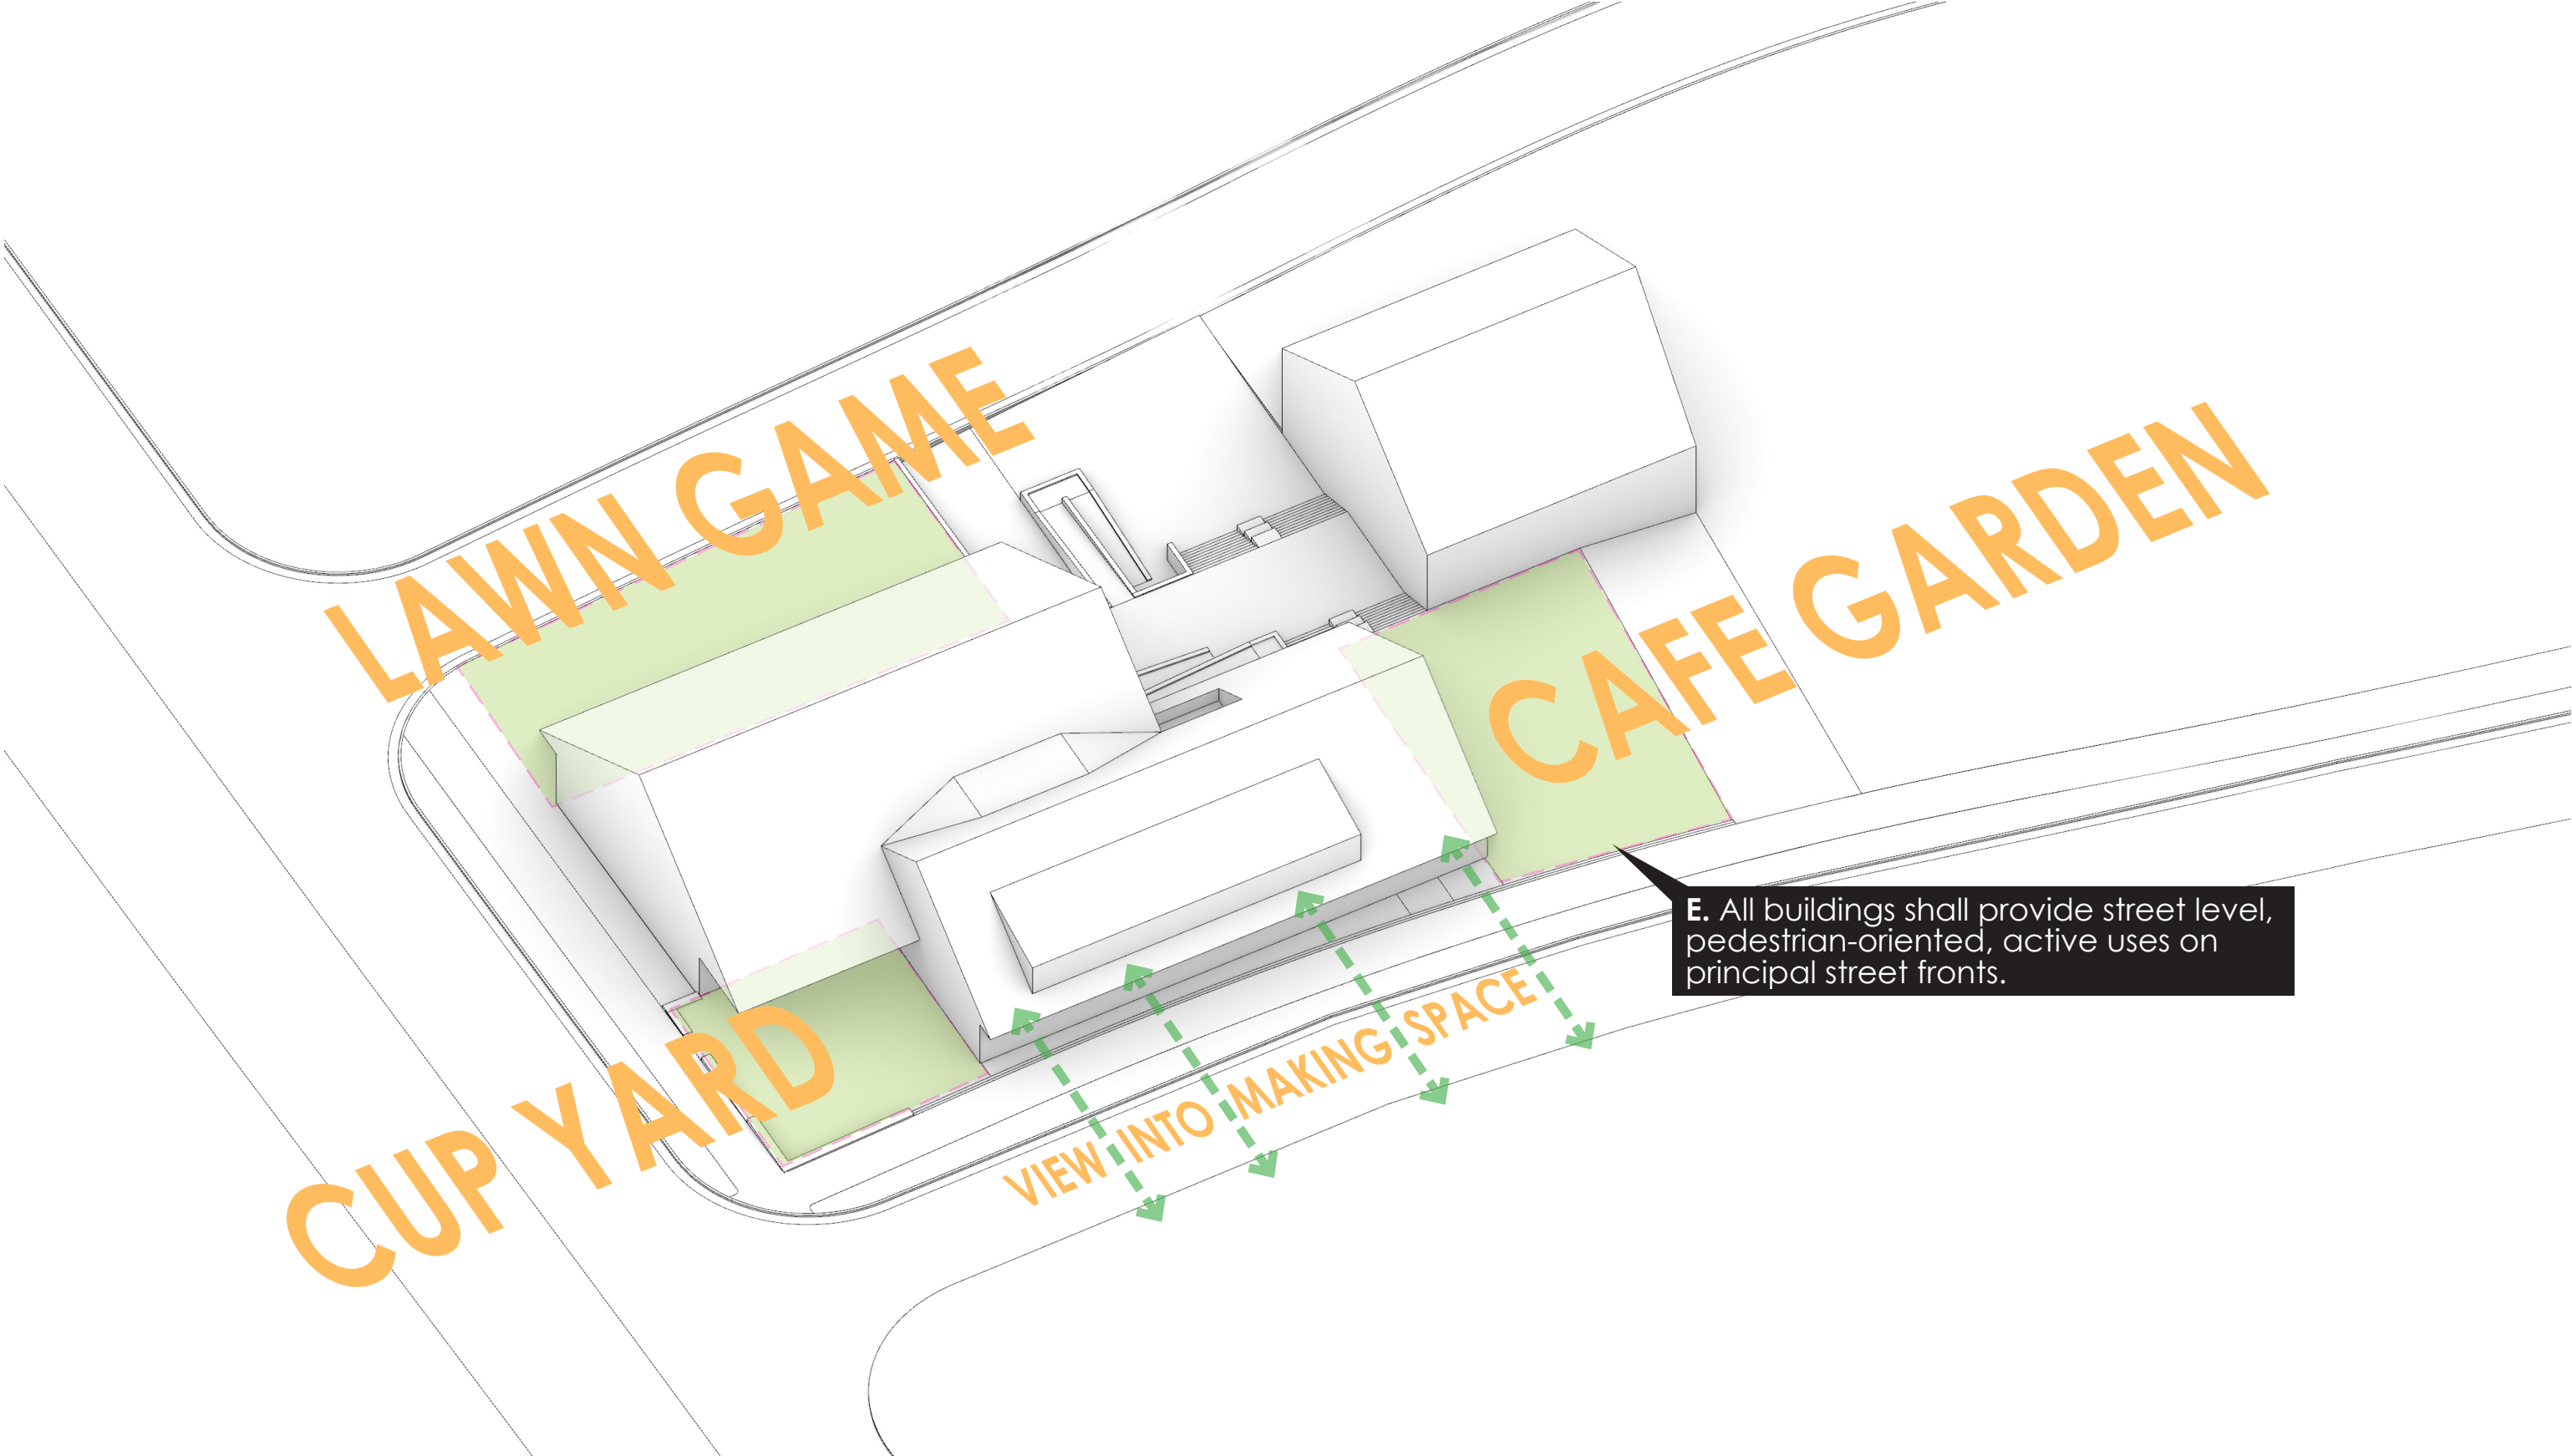 LAWN GAME
CAFE GARDEN
E. All buildings shall provide street level,
pedestrian-oriented, active uses on
principal street fronts.
CUP YARD
VIEW INTO MAKING SPACE